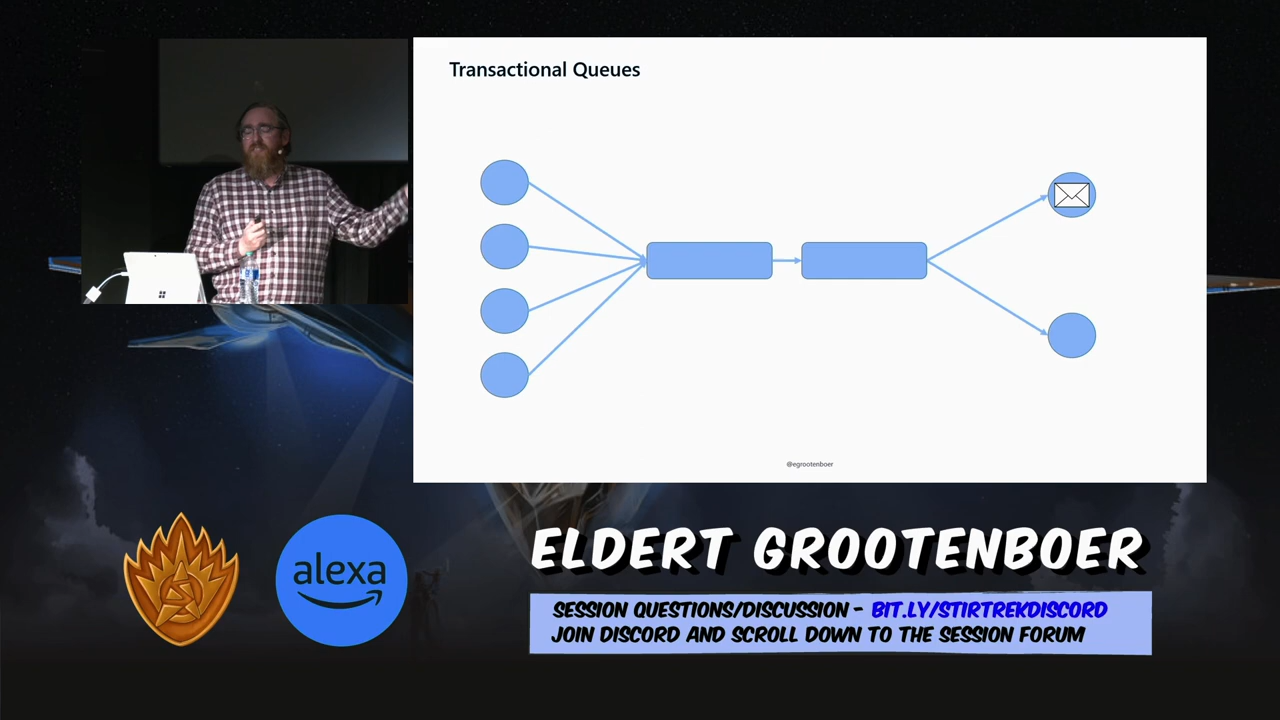 Transactional Queues
@egrootenboer
alexa
ELDERT GROOTENBOER
SESSION QUESTIONS/DISCUSSION - BIT.LY/STIRTREKDISCORD
JOIN DISCORD AND SCROLL DOWN TO THE SESSION FORUM